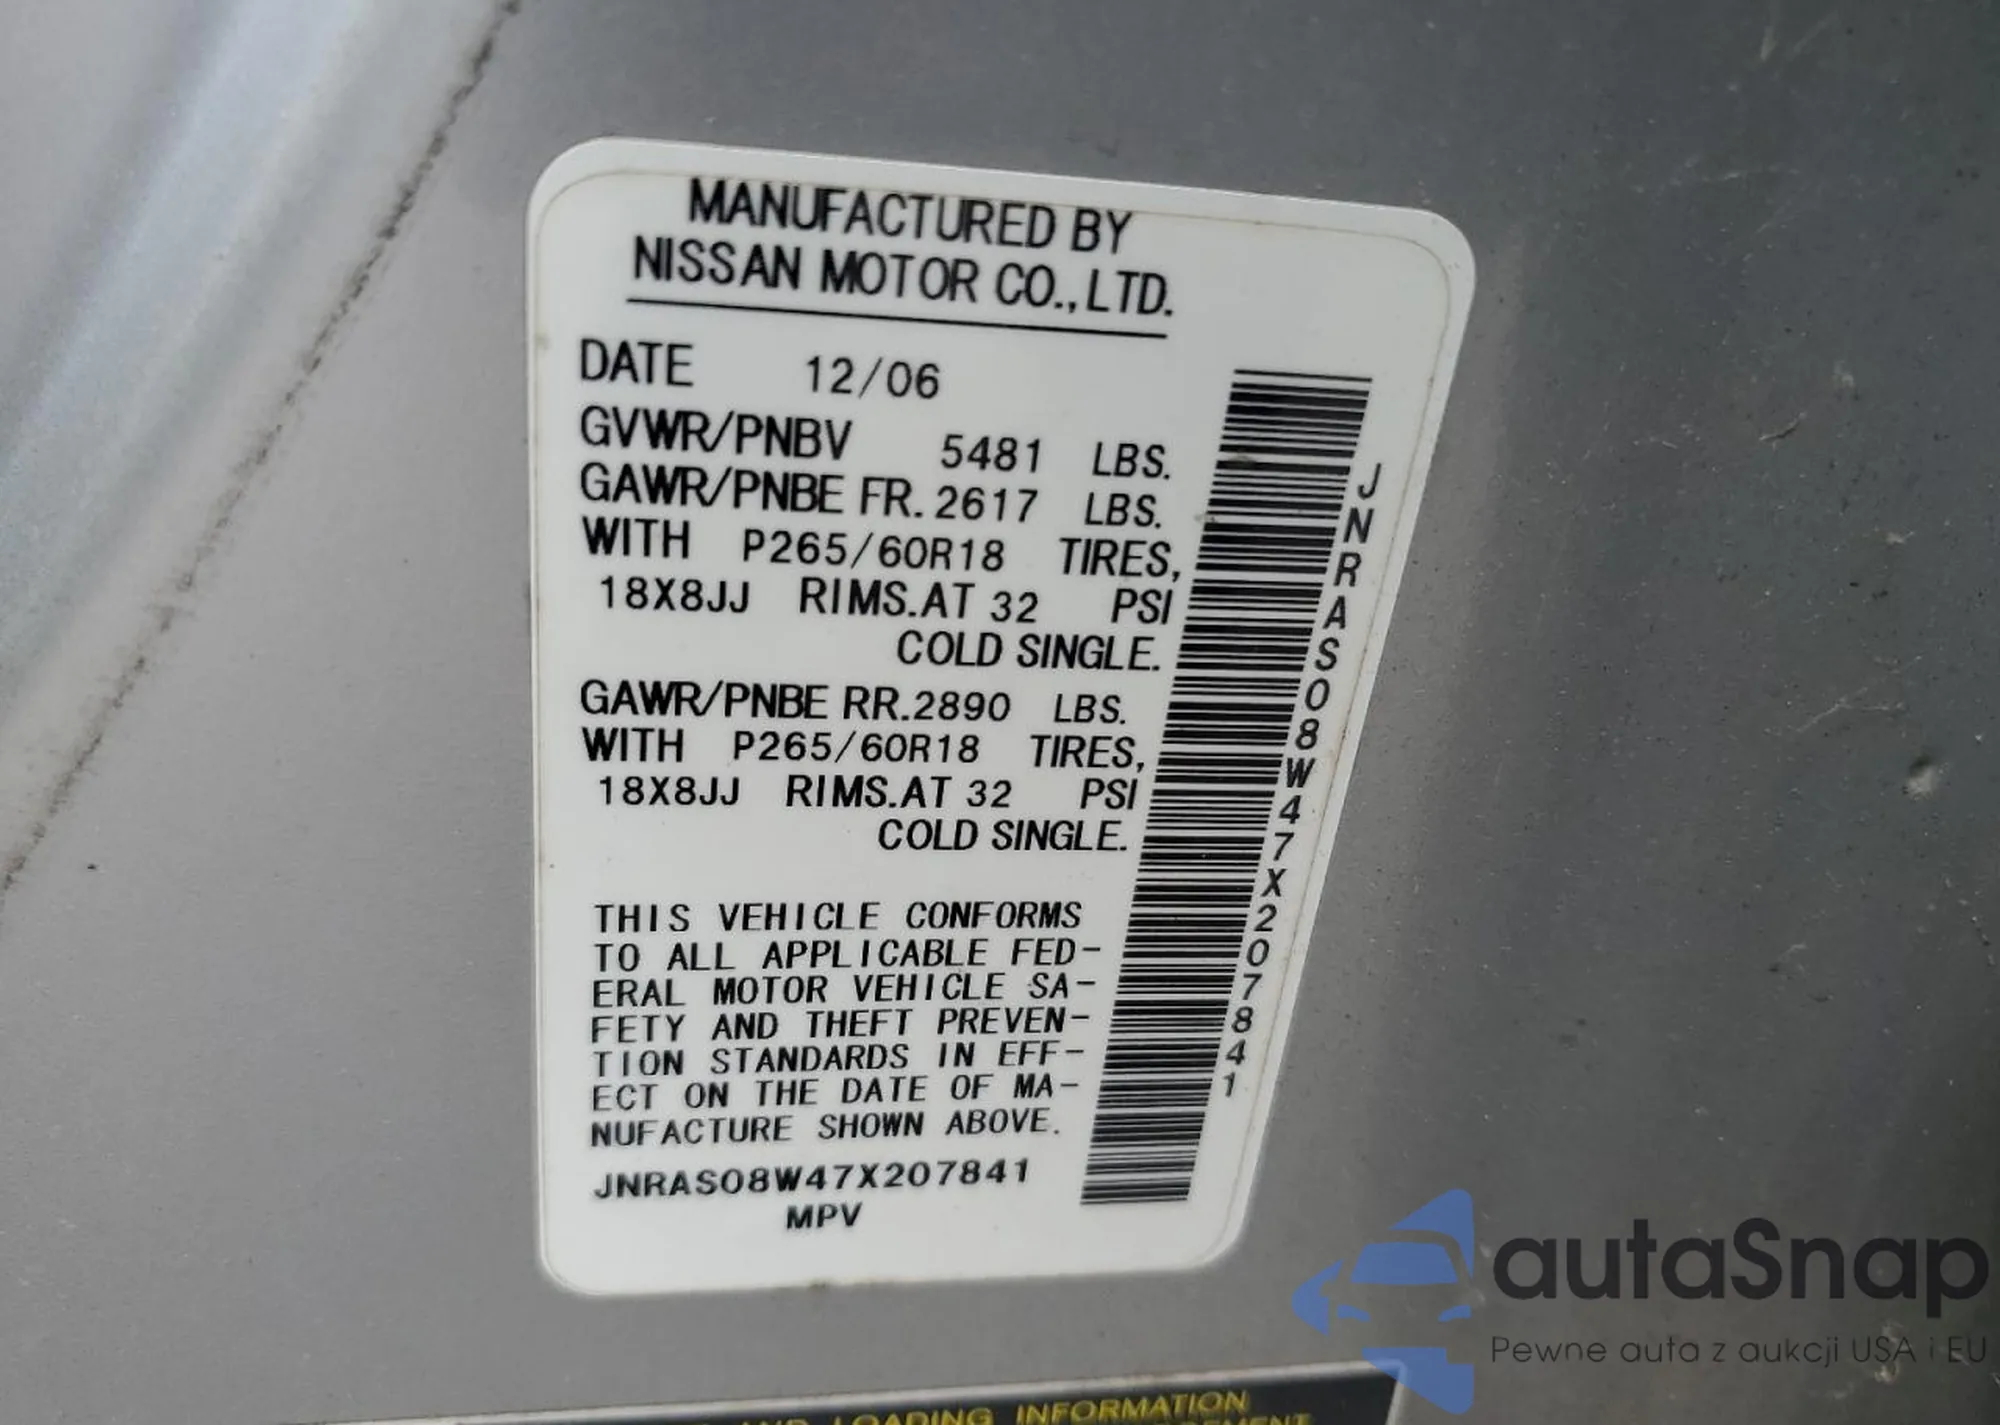 MANUFACTURED BY
NISSAN MOTOR CO., LTD.
DATE 12/06
GVWR/PNBV 5481 LBS.
GAWR/PNBE FR. 2617 LBS.
WITH P265/60R18 TIRES,
18X8JJ RIMS.AT 32 PSI
COLD SINGLE.
GAWR/PNBE RR. 2890 LBS.
WITH P265/60R18 TIRES,
18X8JJ RIMS.AT 32 PSI
COLD SINGLE.
THIS VEHICLE CONFORMS
TO ALL APPLICABLE FED-
ERAL MOTOR VEHICLE SA-
FETY AND THEFT PREVEN-
TION STANDARDS IN EFF-
ECT ON THE DATE OF MA-
NUFACTURE SHOWN ABOVE.
JNRAS08W47X207841
MPV
JNRAS08W47X207841
autaSnap
Pewne auta z aukcji USA i EU
AND LOADING INFORMATION